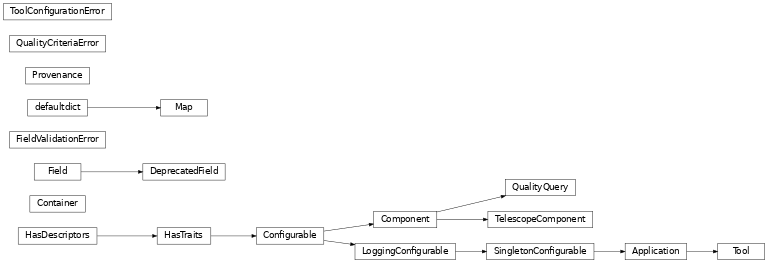 ToolConfigurationError
QualityCriteriaError
Provenance
defaultdict
Map
FieldValidationError
Field
DeprecatedField
QualityQuery
Container
Component
TelescopeComponent
HasDescriptors
HasTraits
Configurable
LoggingConfigurable
SingletonConfigurable
Application
Tool